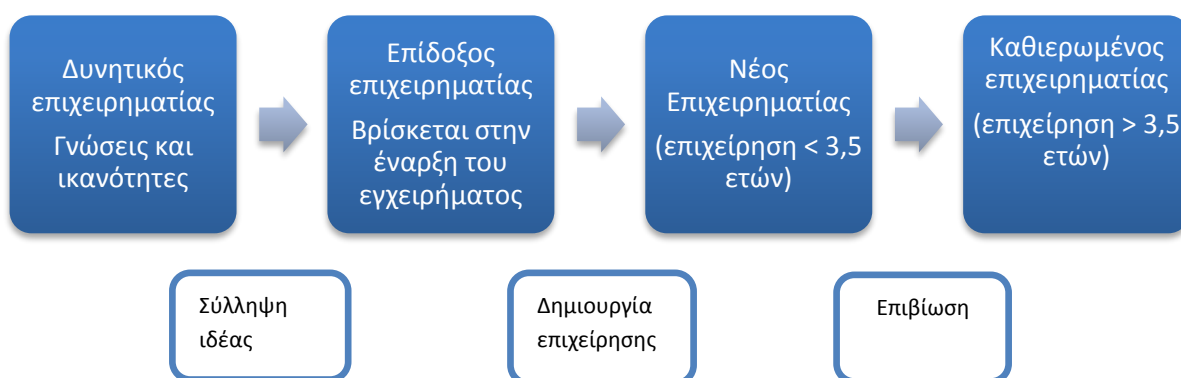 Δυνητικός
επιχειρηματίας
Γνώσεις και
ικανότητες
Επίδοξος
επιχειρηματίας
Βρίσκεται στην
έναρξη του
εγχειρήματος
Νέος
Επιχειρηματίας
(επιχείρηση < 3,5
ετών)
Καθιερωμένος
επιχειρηματίας
(επιχείρηση > 3,5
ετών)
Σύλληψη
ιδέας
Δημιουργία
επιχείρησης
Επιβίωση